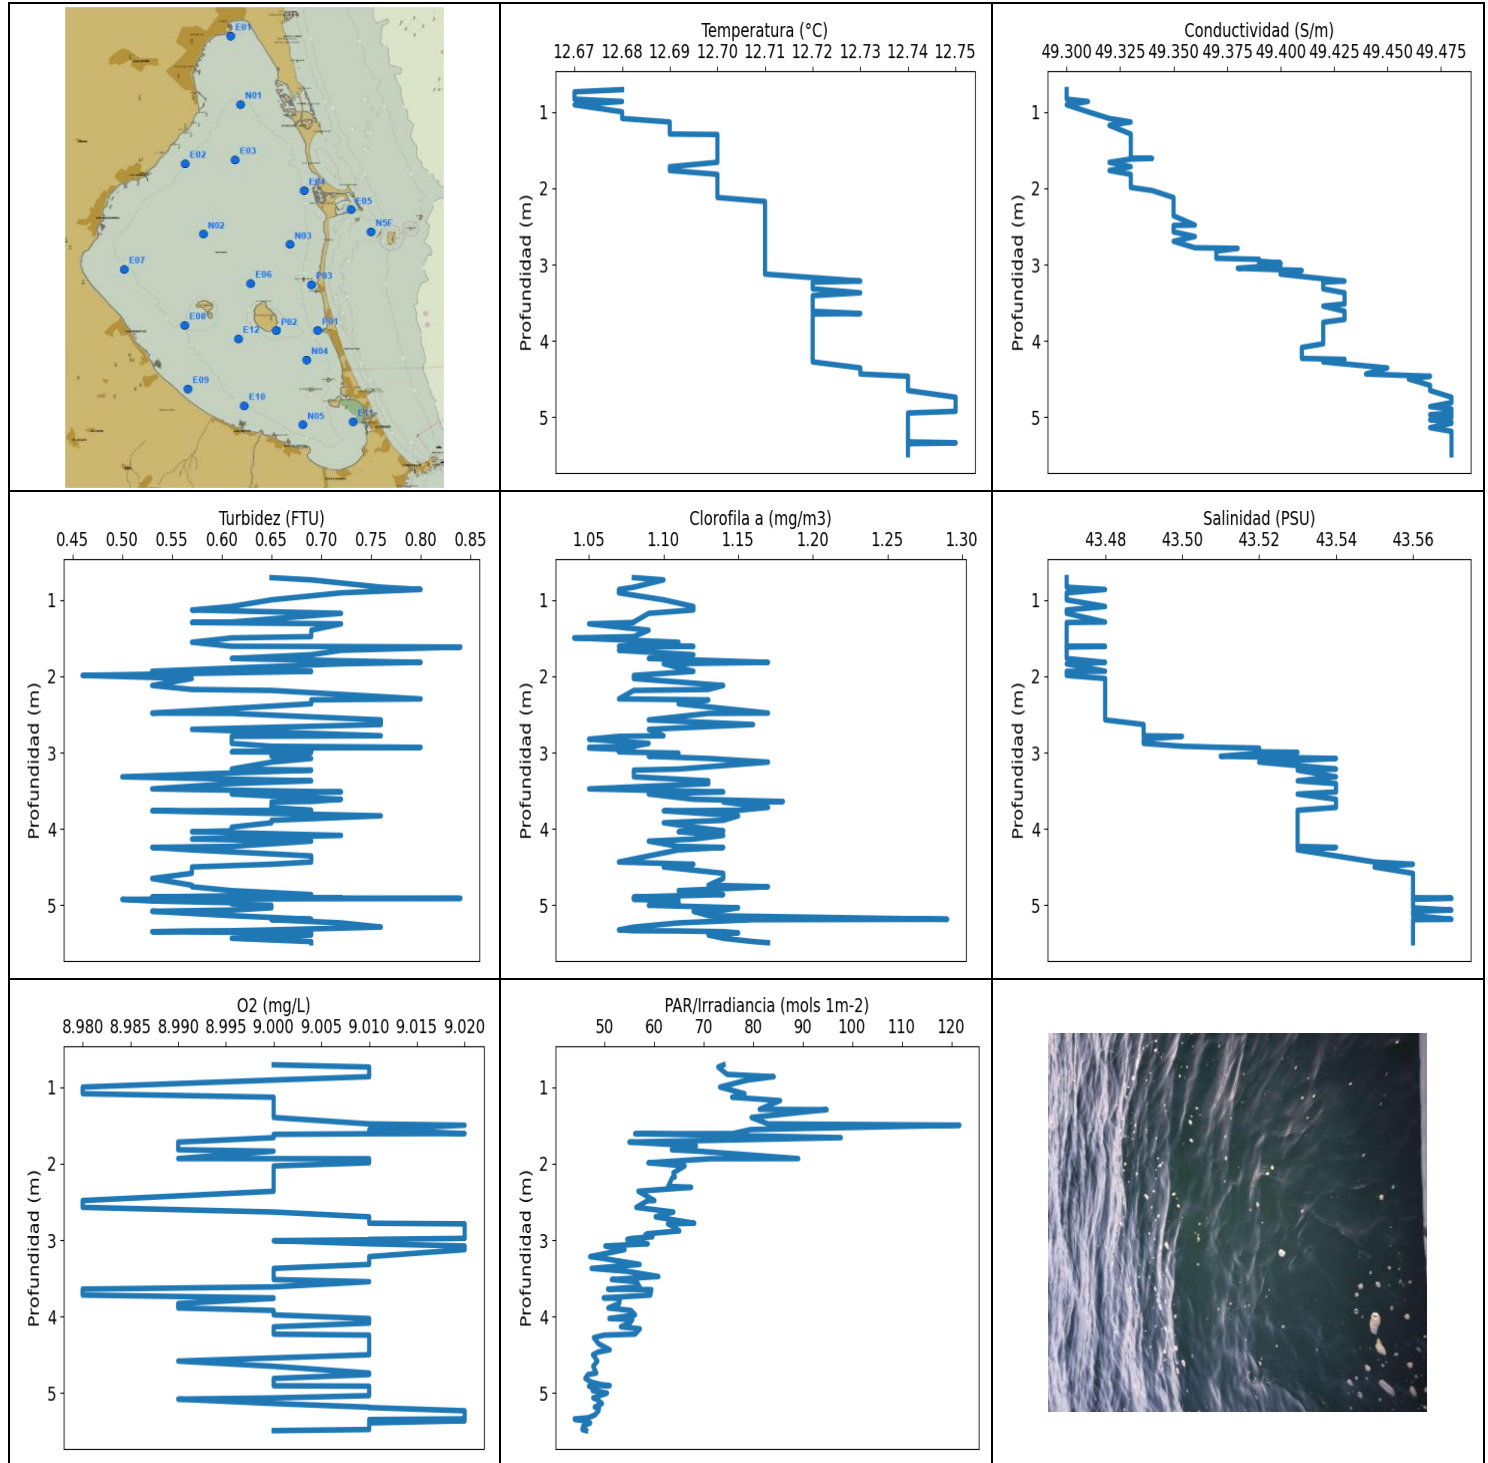 E01
N01
E02
E03
E04
E05
N5F
N02
N03
E07
E06
P03
E08
P02
P01
E12
N04
E09
E10
N05
E11
Temperatura (°C)
12.67 12.68 12.69 12.70 12.71 12.72 12.73 12.74 12.75
Profundidad (m)
1
2
3
4
5
Conductividad (S/m)
49.300 49.325 49.350 49.375 49.400 49.425 49.450 49.475
Profundidad (m)
1
2
3
4
5
Turbidez (FTU)
0.45 0.50 0.55 0.60 0.65 0.70 0.75 0.80 0.85
Profundidad (m)
1
2
3
4
5
Clorofila a (mg/m3)
1.05 1.10 1.15 1.20 1.25 1.30
Profundidad (m)
1
2
3
4
5
Salinidad (PSU)
43.48 43.50 43.52 43.54 43.56
Profundidad (m)
1
2
3
4
5
O2 (mg/L)
8.980 8.985 8.990 8.995 9.000 9.005 9.010 9.015 9.020
Profundidad (m)
1
2
3
4
5
PAR/Irradiancia (mols 1m-2)
50 60 70 80 90 100 110 120
Profundidad (m)
1
2
3
4
5